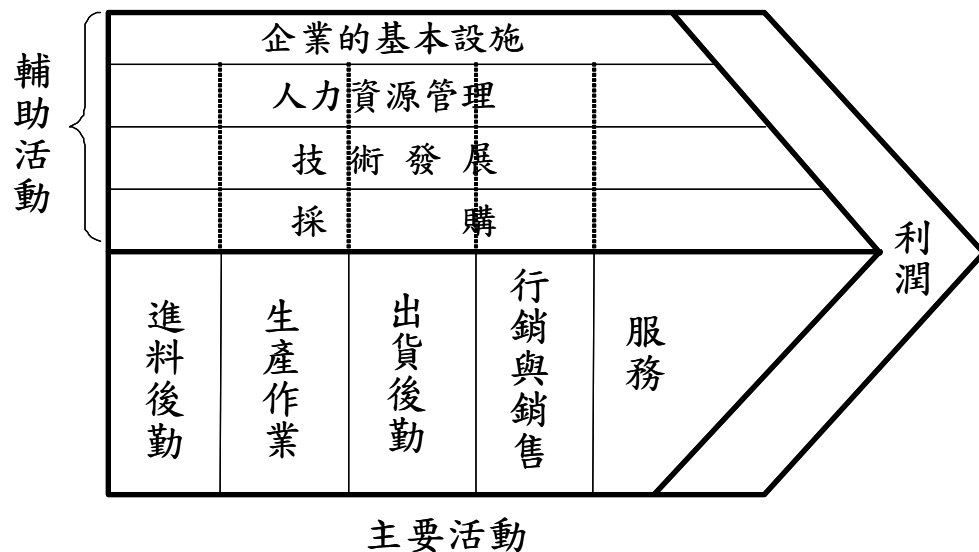 輔助活動
企業的基本設施
人力資源管理
技術發展
採購
利潤
進料後勤
生產作業
出貨後勤
行銷與銷售
服務
主要活動